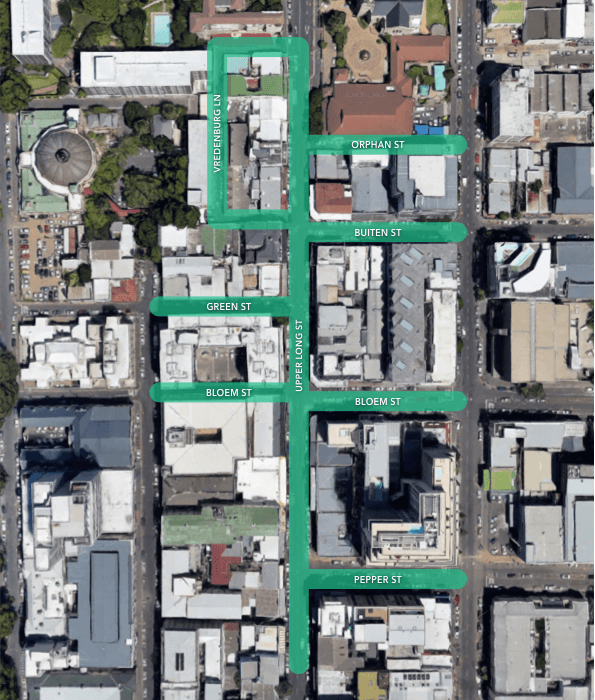 VREDENBURG LN
ORPHAN ST
BUITEN ST
GREEN ST
UPPER LONG ST
BLOEM ST
BLOEM ST
PEPPER ST